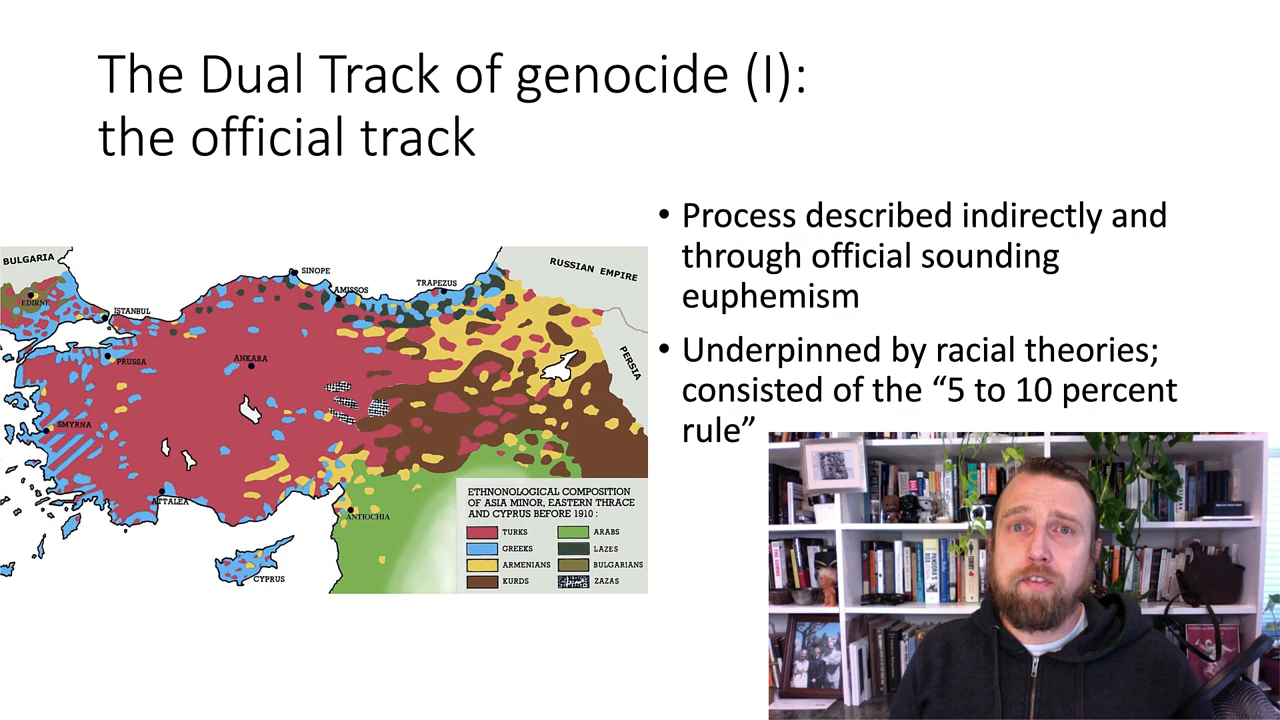 The Dual Track of genocide (I):
the official track
• Process described indirectly and
through official sounding
euphemism
• Underpinned by racial theories;
consisted of the “5 to 10 percent
rule”
BULGARIA
EDIRNE
ISTANBUL
SINOPE
AMISSOS
TRAPEZUS
RUSSIAN EMPIRE
PRUSSA
ANKARA
PERSIA
SMYRNA
ATTALEA
ANTIOCHIA
CYPRUS
ETHNONOLOGICAL COMPOSITION
OF ASIA MINOR, EASTERN THRACE
AND CYPRUS BEFORE 1910 :
TURKS
ARABS
GREEKS
LAZES
ARMENIANS
BULGARIANS
KURDS
ZAZAS
PANDORA'S
BOX